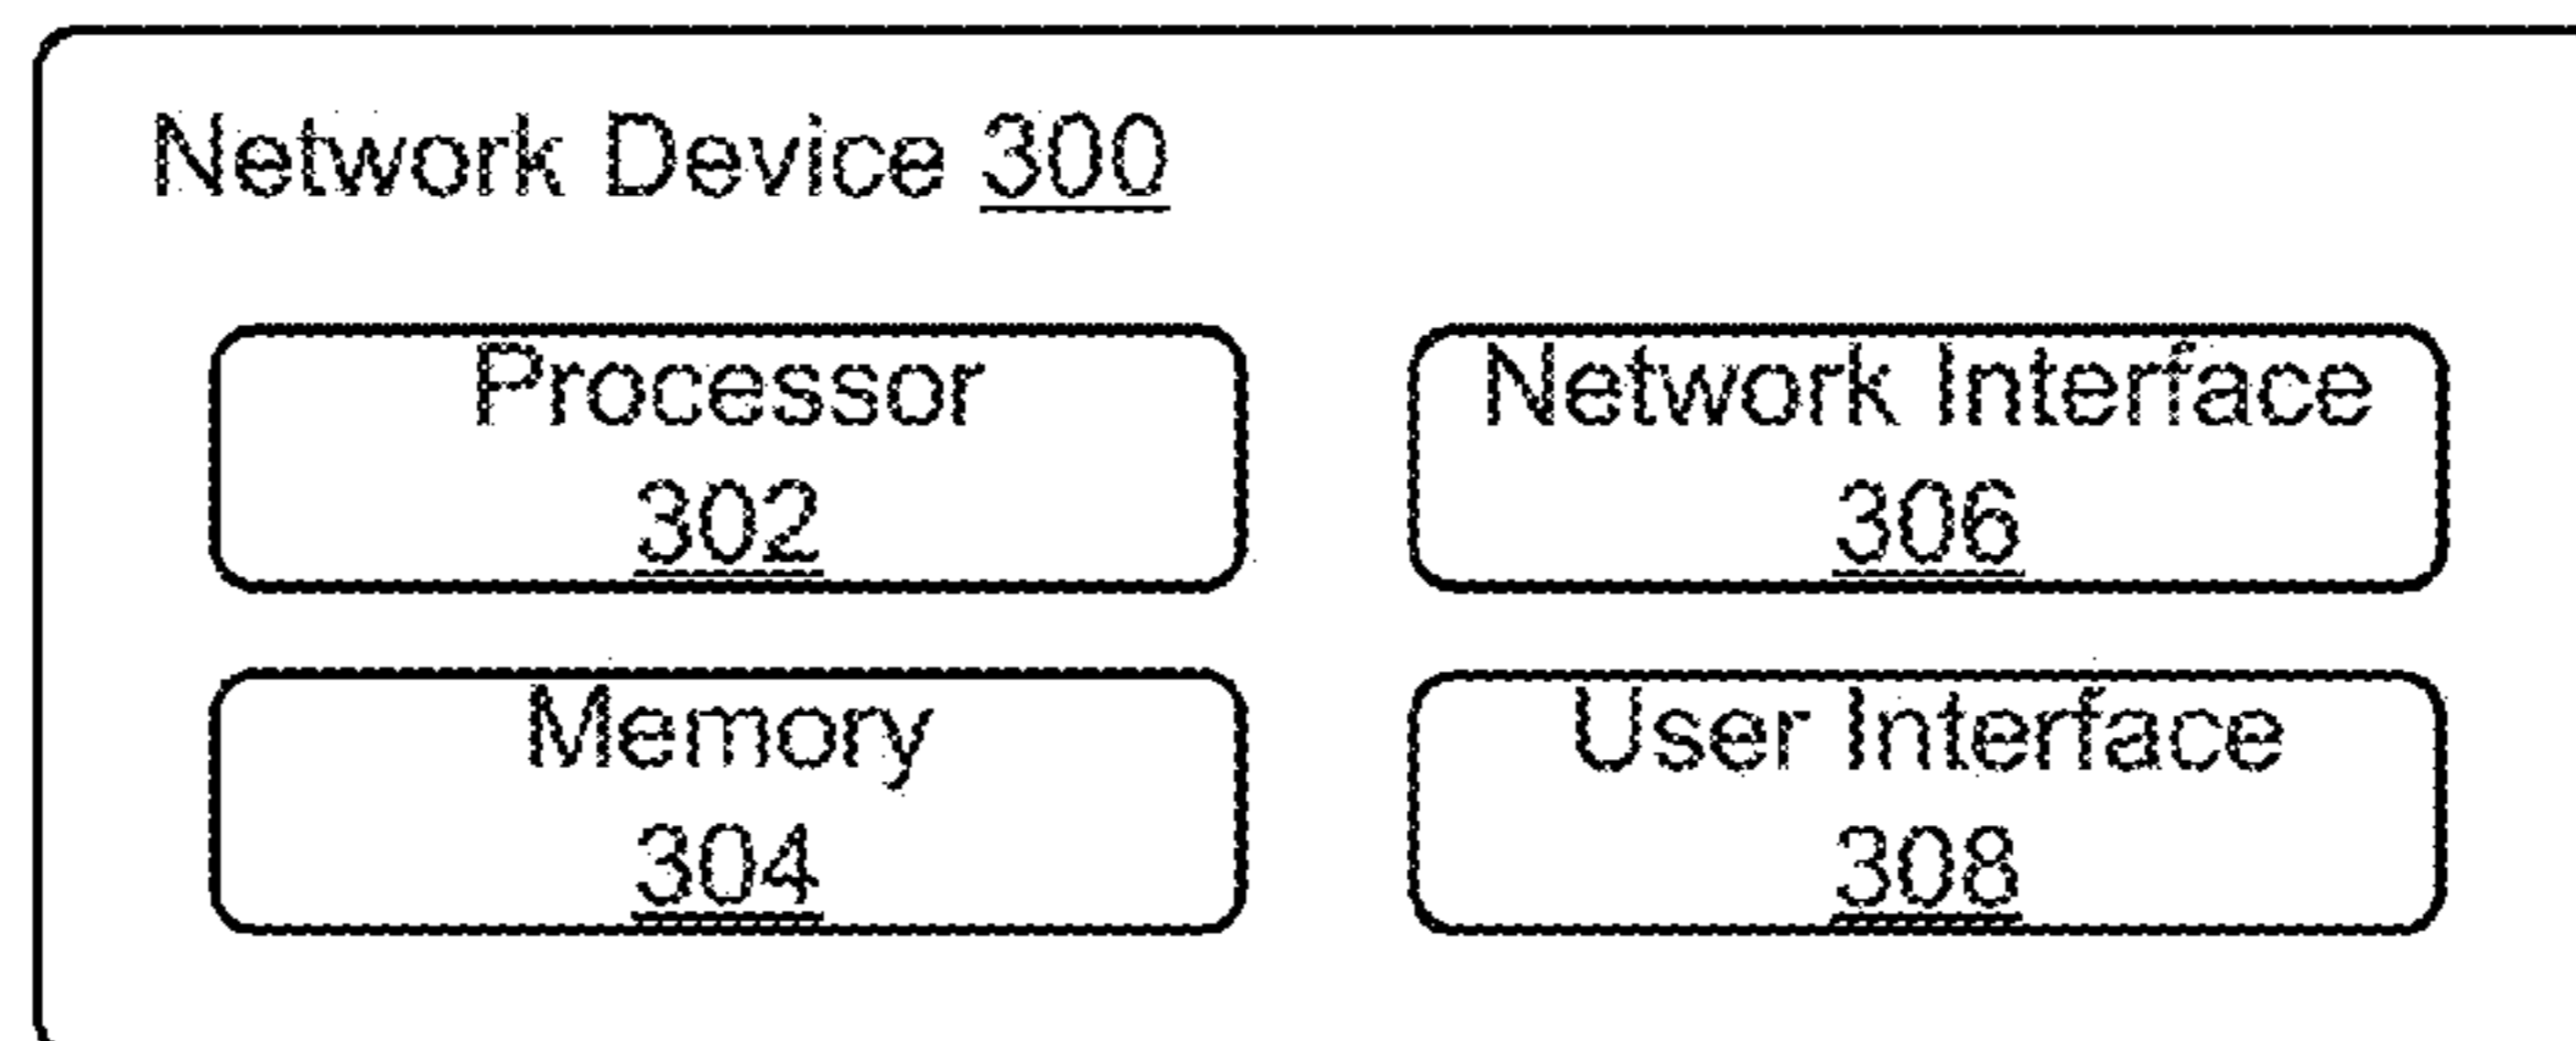 Network Device 300
Processor
302
Network Interface
306
Memory
304
User Interface
308